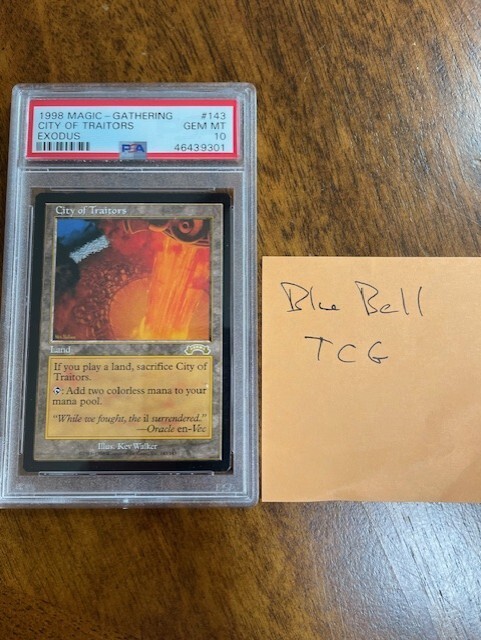 1998 MAGIC - GATHERING #143
CITY OF TRAITORS GEM MT
EXODUS 10
PSA 46439301
City of Traitors
Land
If you play a land, sacrifice City of
Traitors.
: Add two colorless mana to your
mana pool.
"While we fought, the il surrendered."
—Oracle en-Vec
Illus. Kev Walker
Blue Bell
TCG